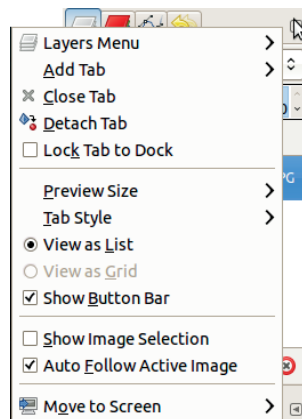 Layers Menu
Add Tab
Close Tab
Detach Tab
Lock Tab to Dock
Preview Size
Tab Style
View as List
View as Grid
Show Button Bar
Show Image Selection
Auto Follow Active Image
Move to Screen